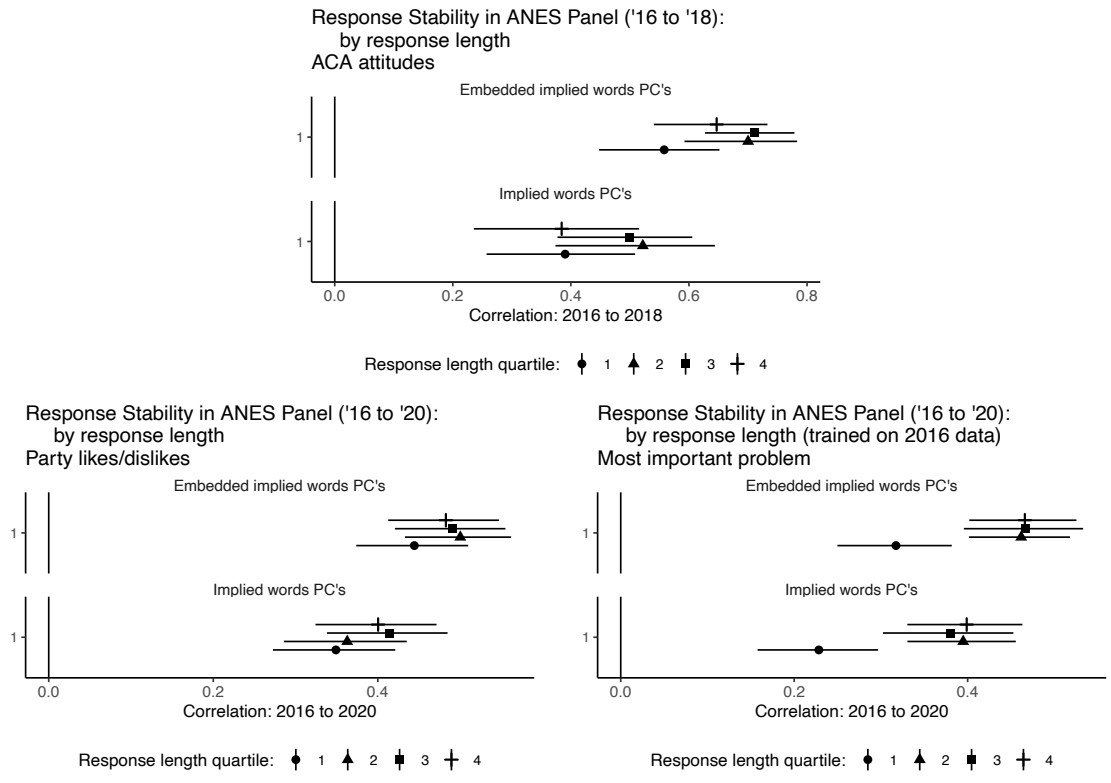 Response Stability in ANES Panel ('16 to '18):
by response length
ACA attitudes
Embedded implied words PC's
1
Implied words PC's
1
0.0 0.2 0.4 0.6 0.8
Correlation: 2016 to 2018
Response length quartile: 1 2 3 4
Response Stability in ANES Panel ('16 to '20):
by response length
Party likes/dislikes
Embedded implied words PC's
1
Implied words PC's
1
0.0 0.2 0.4
Correlation: 2016 to 2020
Response length quartile: 1 2 3 4
Response Stability in ANES Panel ('16 to '20):
by response length (trained on 2016 data)
Most important problem
Embedded implied words PC's
1
Implied words PC's
1
0.0 0.2 0.4
Correlation: 2016 to 2020
Response length quartile: 1 2 3 4